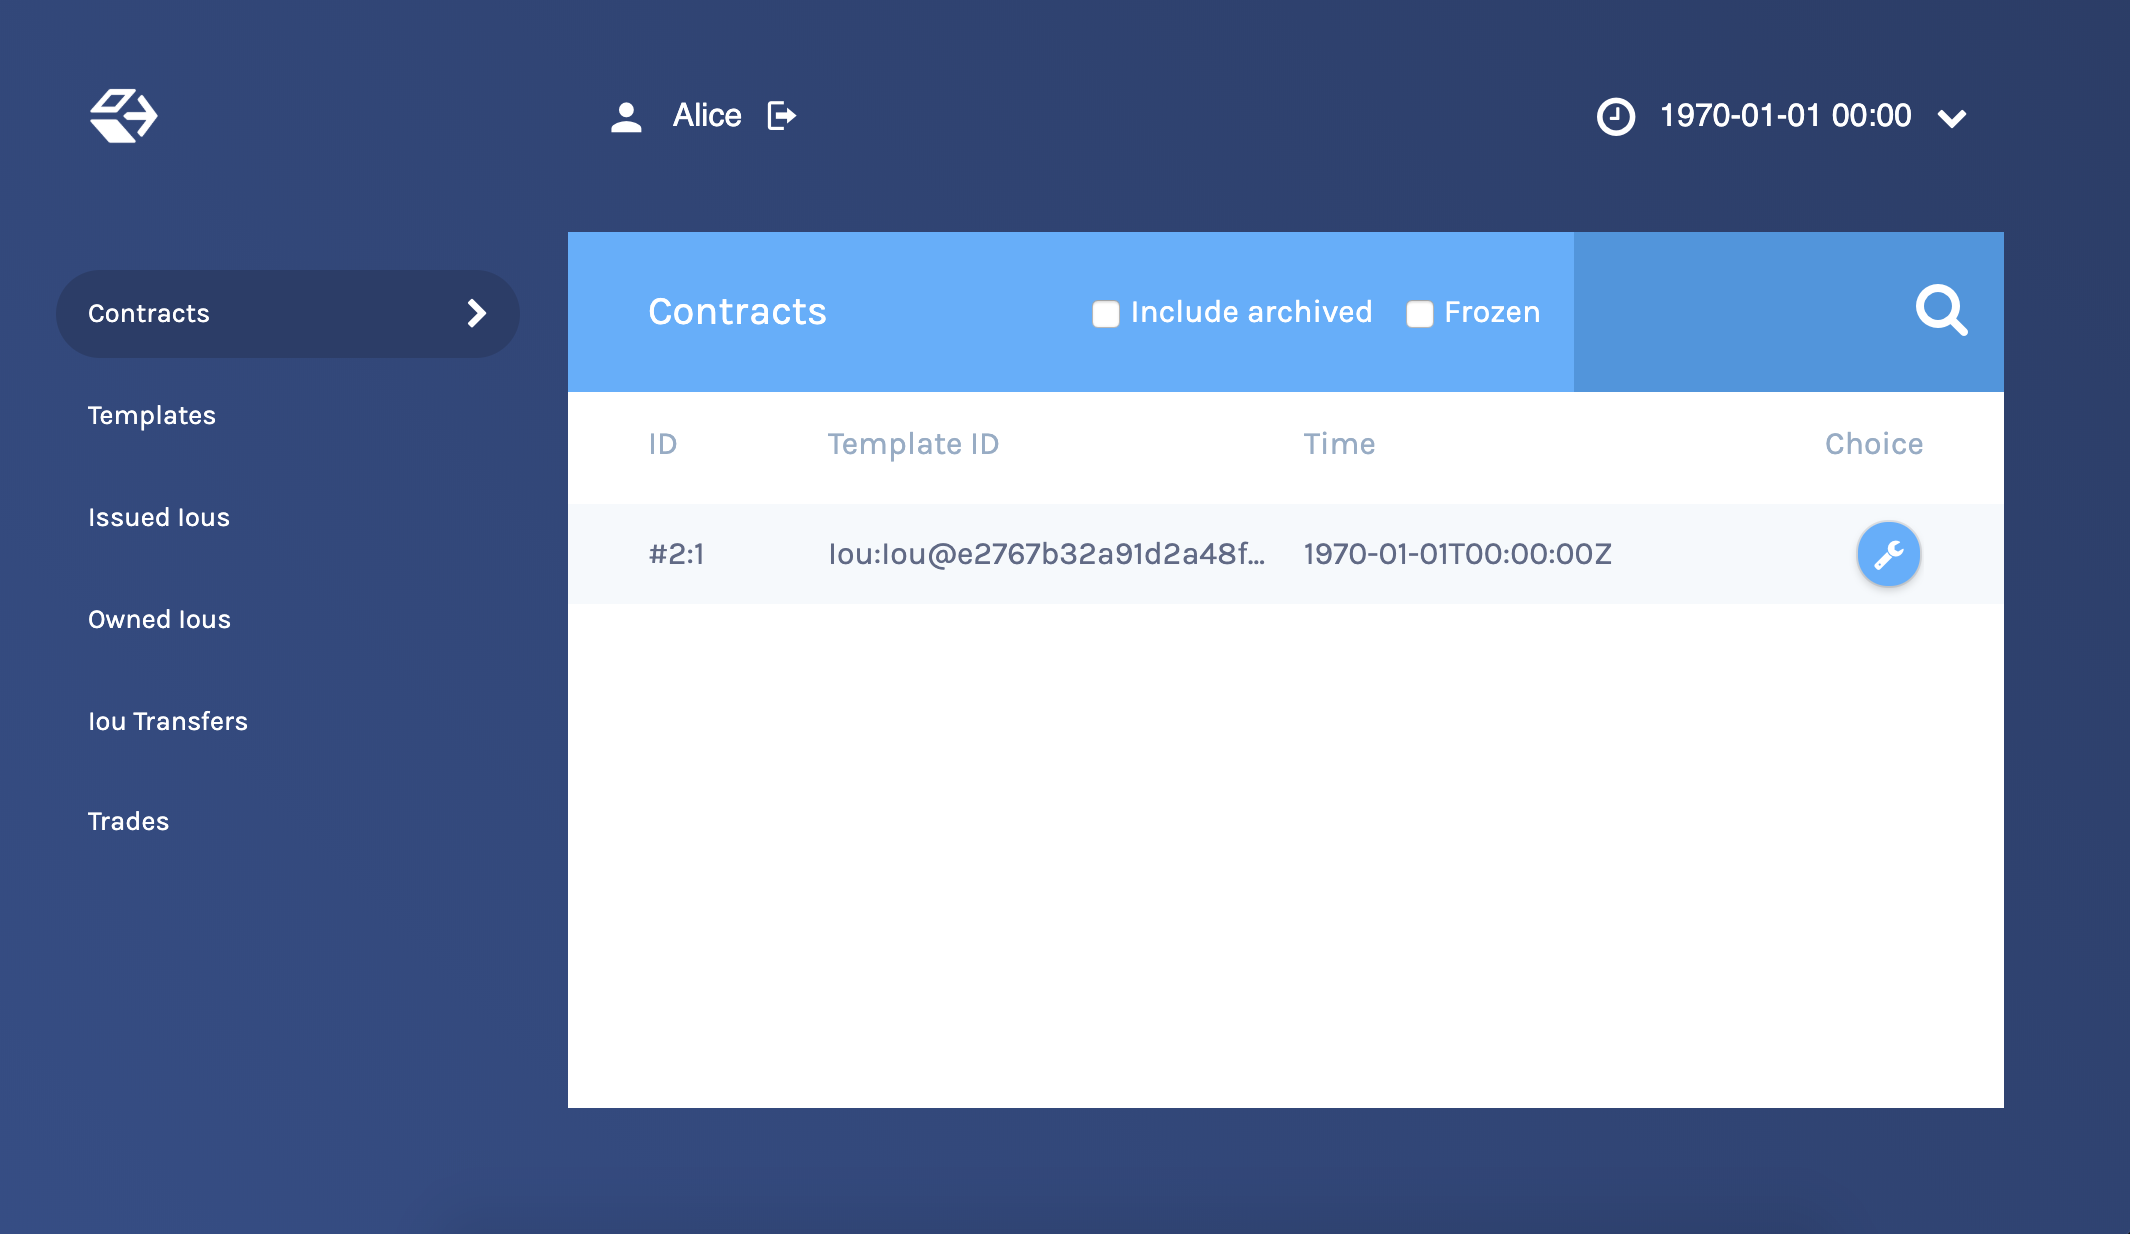 Alice
1970-01-01 00:00
Contracts
Templates
Issued Ious
Owned Ious
Iou Transfers
Trades
Contracts
Include archived
Frozen
ID Template ID Time Choice
#2:1 Iou:Iou@e2767b32a91d2a48f... 1970-01-01T00:00:00Z